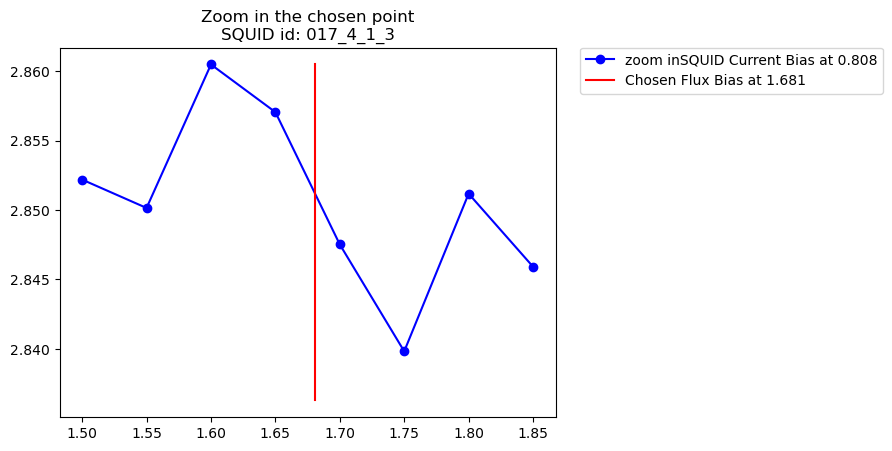 Zoom in the chosen point
SQUID id: 017_4_1_3
zoom inSQUID Current Bias at 0.808
Chosen Flux Bias at 1.681
2.860
2.855
2.850
2.845
2.840
1.50 1.55 1.60 1.65 1.70 1.75 1.80 1.85